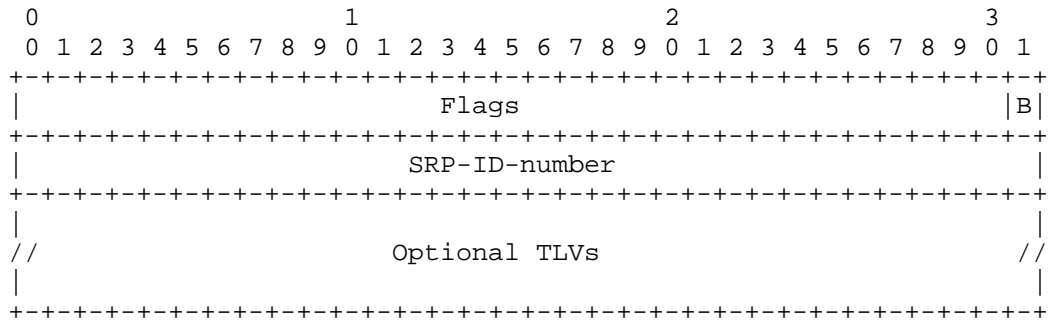 0                   1                   2                   3
 0 1 2 3 4 5 6 7 8 9 0 1 2 3 4 5 6 7 8 9 0 1 2 3 4 5 6 7 8 9 0 1
+-+-+-+-+-+-+-+-+-+-+-+-+-+-+-+-+-+-+-+-+-+-+-+-+-+-+-+-+-+-+-+-+
|                          Flags                              |B|
+-+-+-+-+-+-+-+-+-+-+-+-+-+-+-+-+-+-+-+-+-+-+-+-+-+-+-+-+-+-+-+-+
|                        SRP-ID-number                          |
+-+-+-+-+-+-+-+-+-+-+-+-+-+-+-+-+-+-+-+-+-+-+-+-+-+-+-+-+-+-+-+-+
|                                                               |
//                      Optional TLVs                          //
|                                                               |
+-+-+-+-+-+-+-+-+-+-+-+-+-+-+-+-+-+-+-+-+-+-+-+-+-+-+-+-+-+-+-+-+